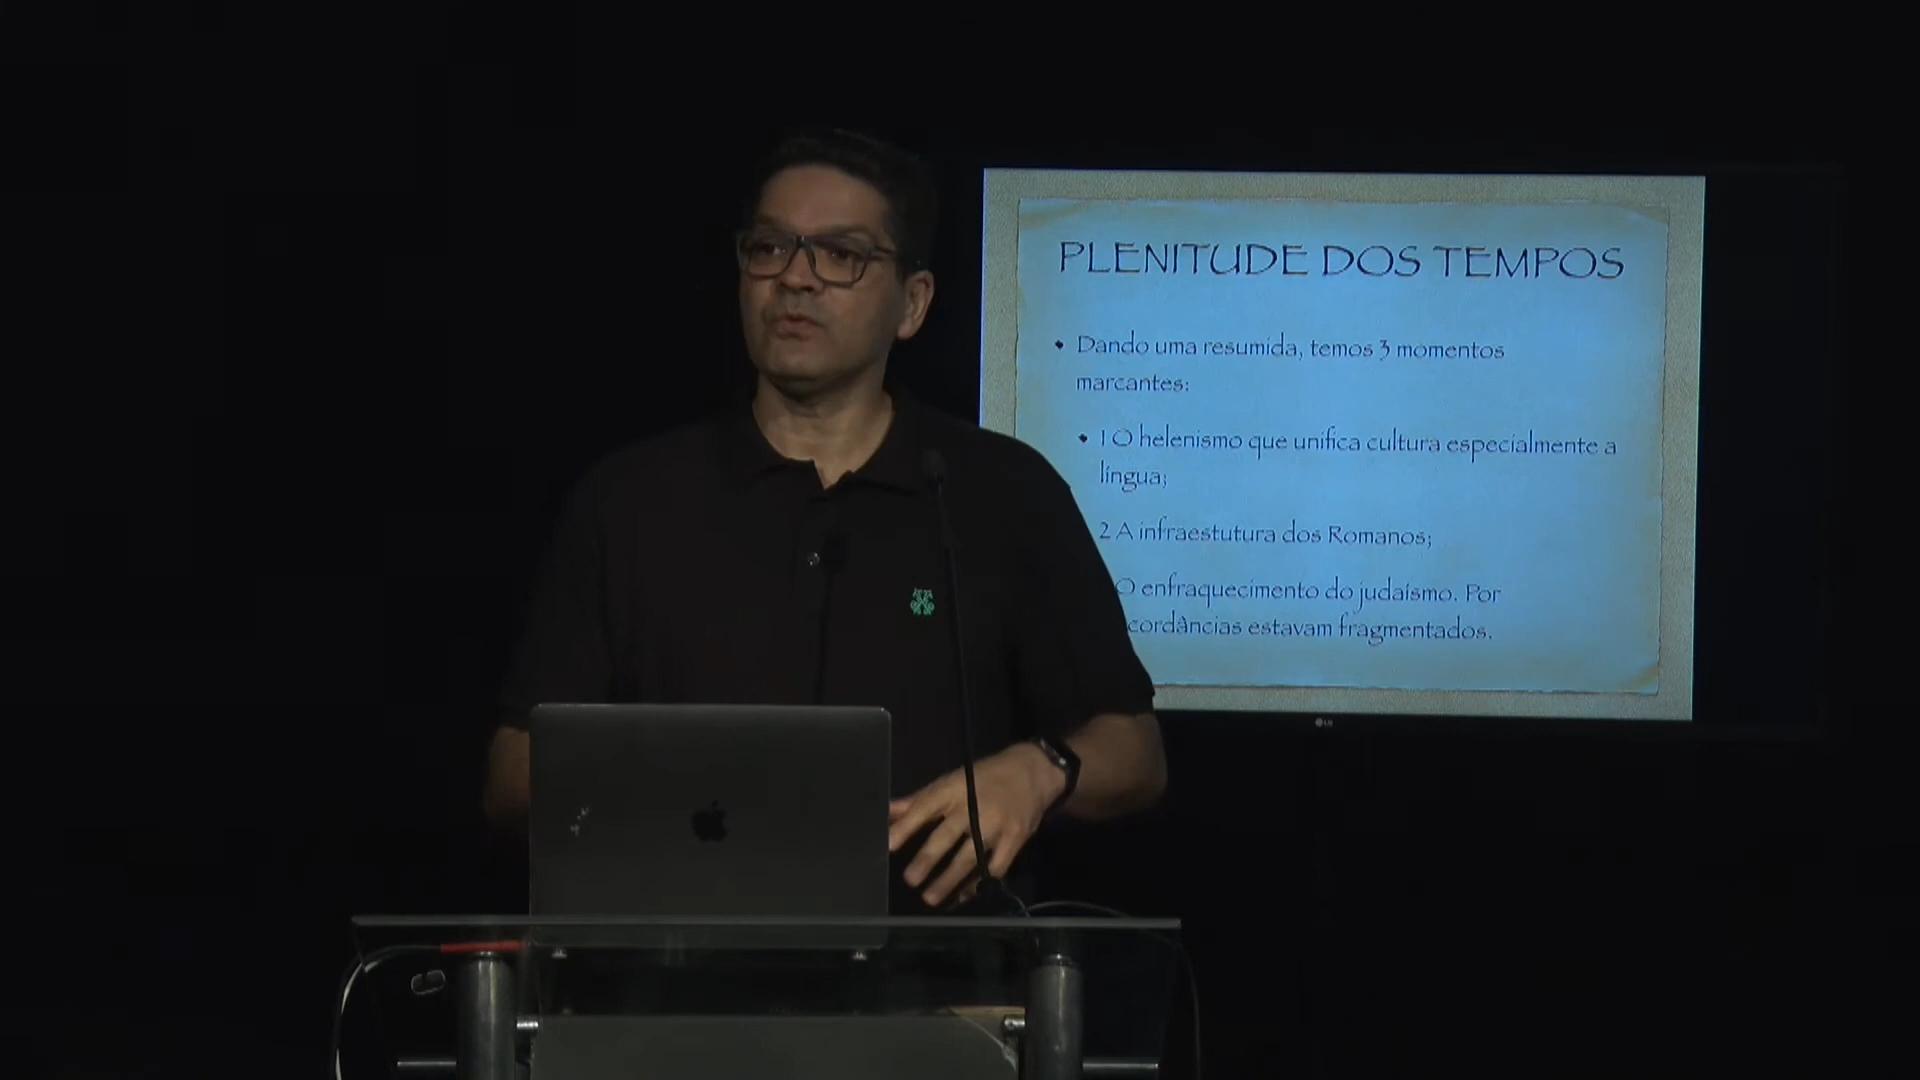 PLENITUDE DOS TEMPOS
• Dando uma resumida, temos 3 momentos
marcantes:
• 1 O helenismo que unifica cultura especialmente a
língua;
2 A infraestutura dos Romanos;
O enfraquecimento do judaísmo. Por
cordâncias estavam fragmentados.
LG